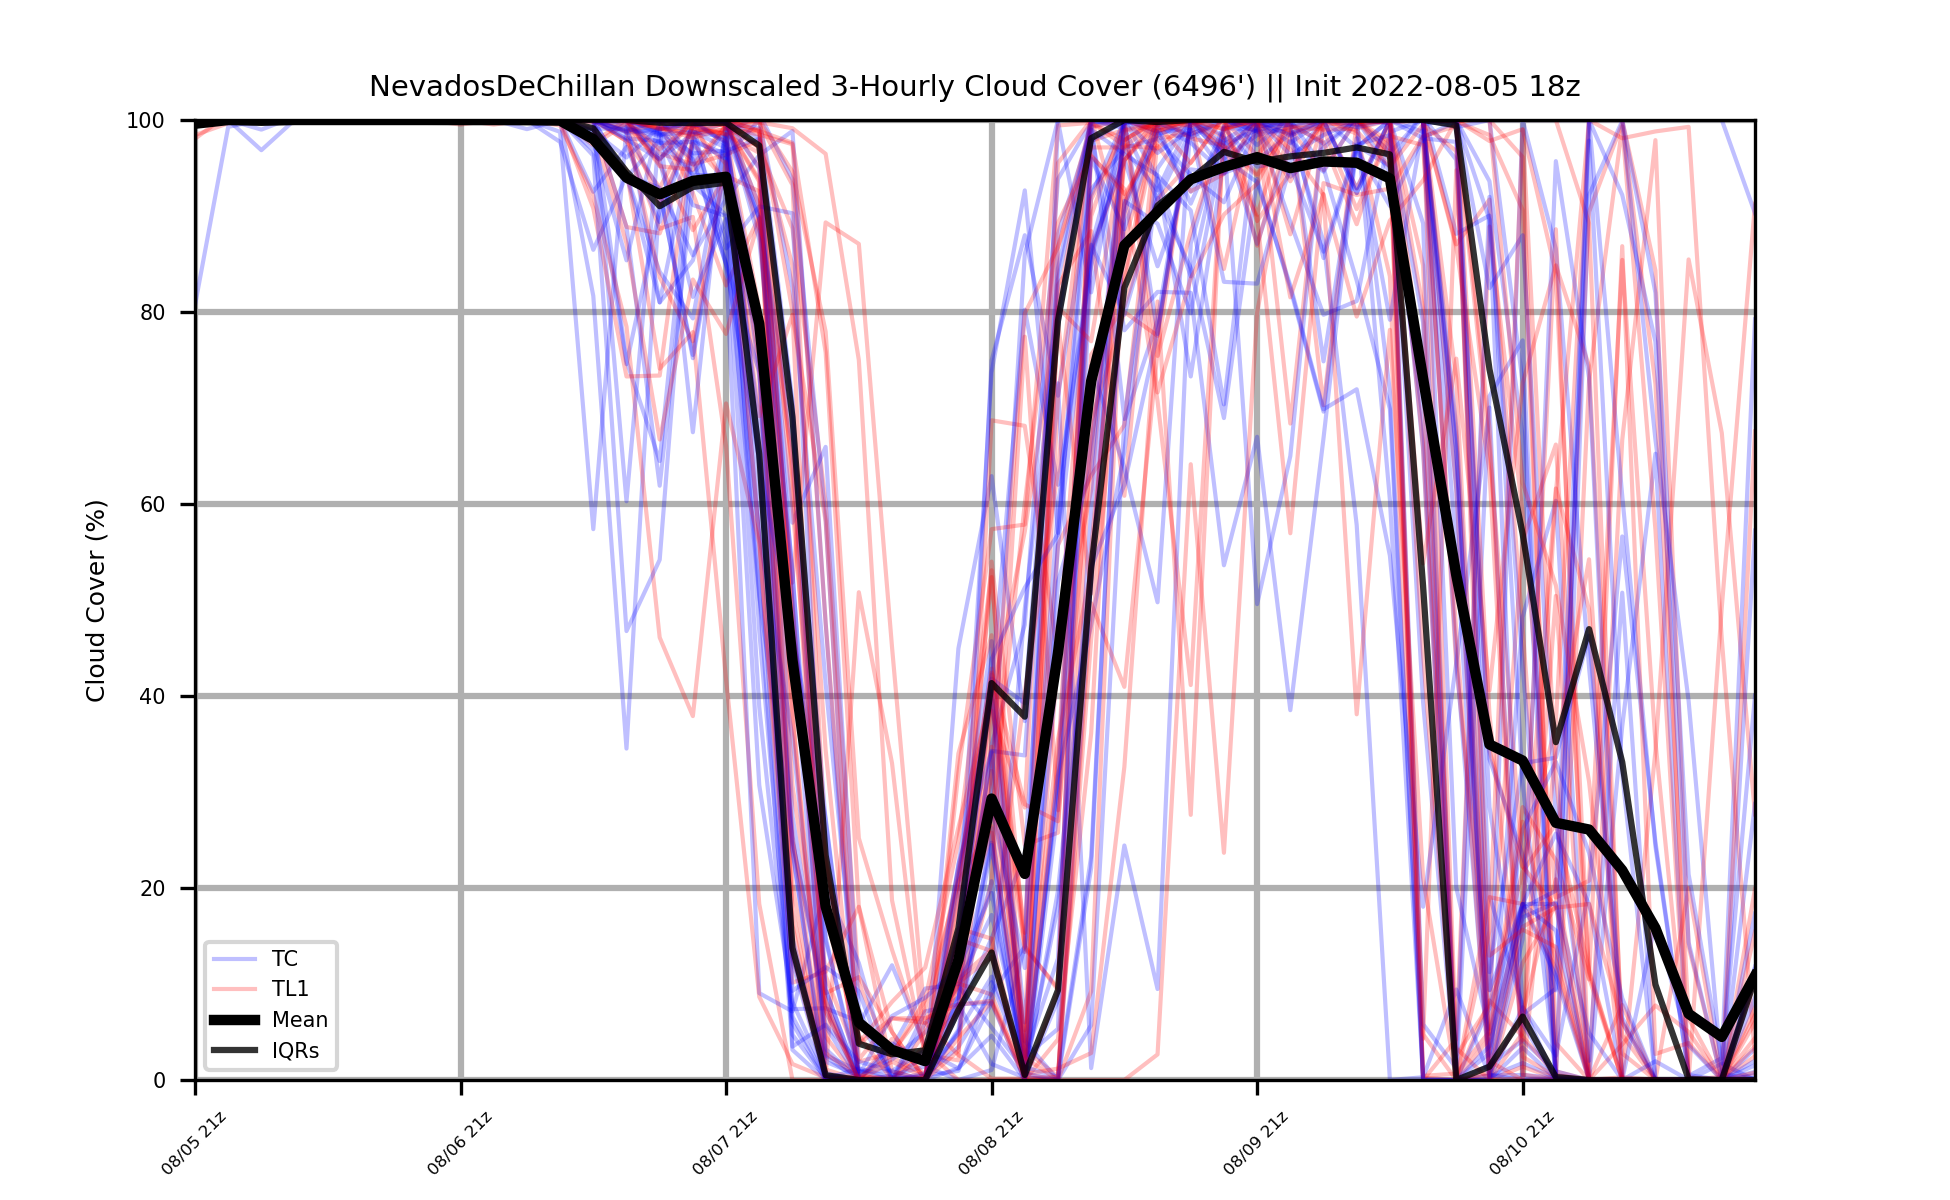 NevadosDeChillan Downscaled 3-Hourly Cloud Cover (6496') || Init 2022-08-05 18z
Cloud Cover (%)
100
80
60
40
20
0
TC
TL1
Mean
IQRs
08/05 21z
08/06 21z
08/07 21z
08/08 21z
08/09 21z
08/10 21z